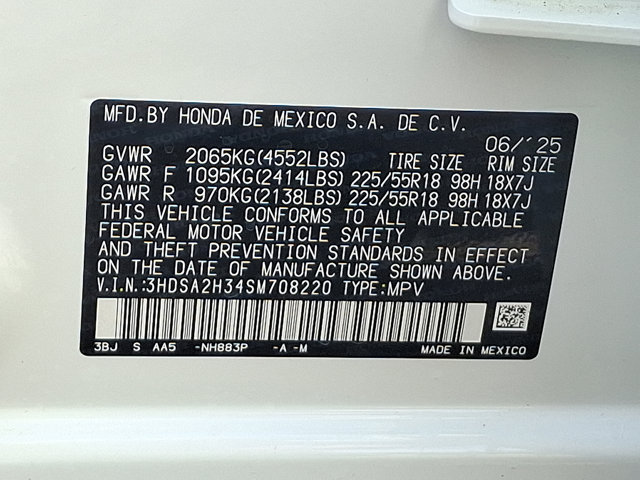 MFD.BY HONDA DE MEXICO S.A. DE C.V.
06/'25
GVWR 2065KG(4552LBS) TIRE SIZE RIM SIZE
GAWR F 1095KG(2414LBS) 225/55R18 98H 18X7J
GAWR R 970KG(2138LBS) 225/55R18 98H 18X7J
THIS VEHICLE CONFORMS TO ALL APPLICABLE
FEDERAL MOTOR VEHICLE SAFETY
AND THEFT PREVENTION STANDARDS IN EFFECT
ON THE DATE OF MANUFACTURE SHOWN ABOVE.
V.I.N.:3HDSA2H34SM708220 TYPE:MPV
3BJ S AA5 -NH883P -A -M MADE IN MEXICO